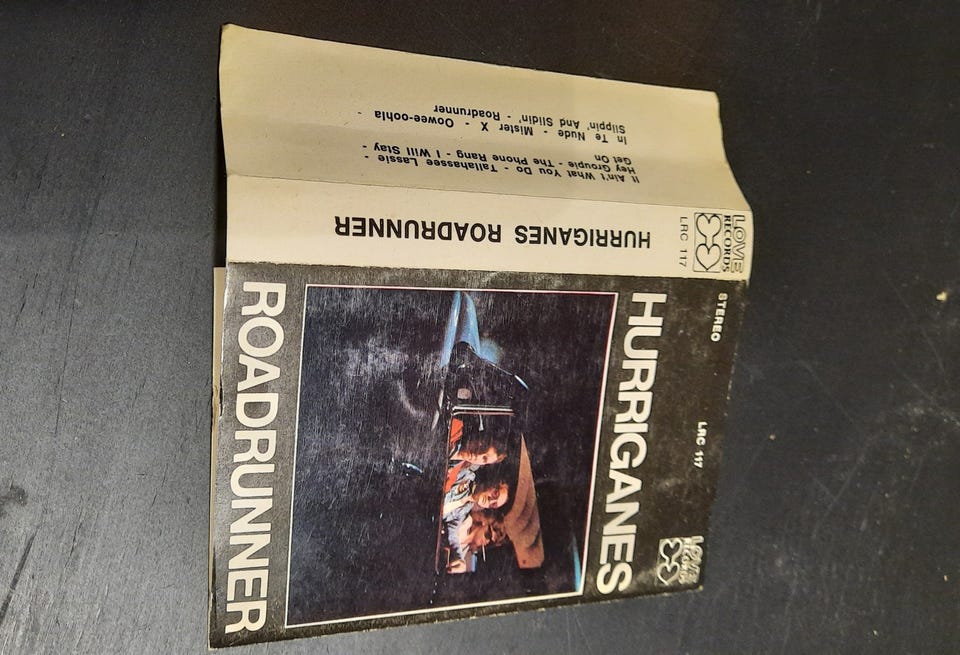 STEREO
LRC 117
LOVE
RECORDS
HURRIGANES
ROADRUNNER
LOVE
RECORDS
LRC 117
HURRIGANES ROADRUNNER
It Ain't What You Do - Tallahassee Lassie -
Hey Groupie - The Phone Rang - I Will Stay -
Get On
In Te Nude - Mister X - Oowee-oohla -
Slippin' And Slidin' - Roadrunner